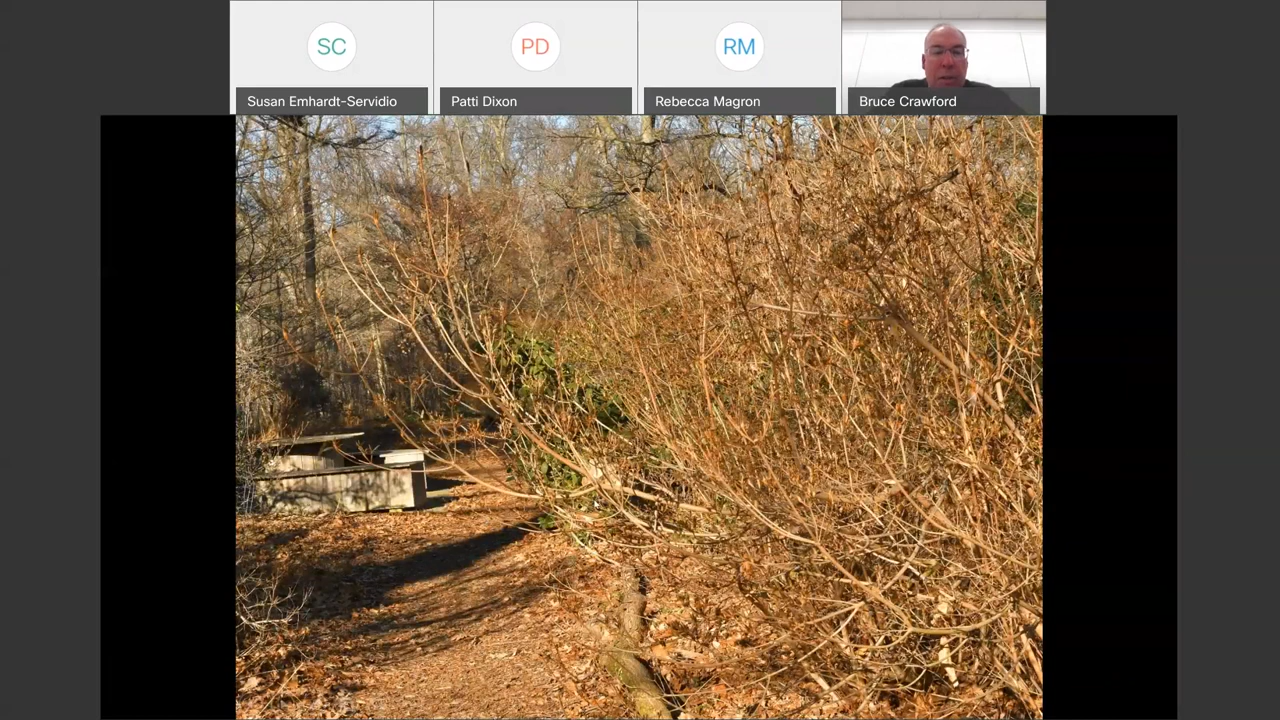 SC
PD
RM
Susan Emhardt-Servidio
Patti Dixon
Rebecca Magron
Bruce Crawford